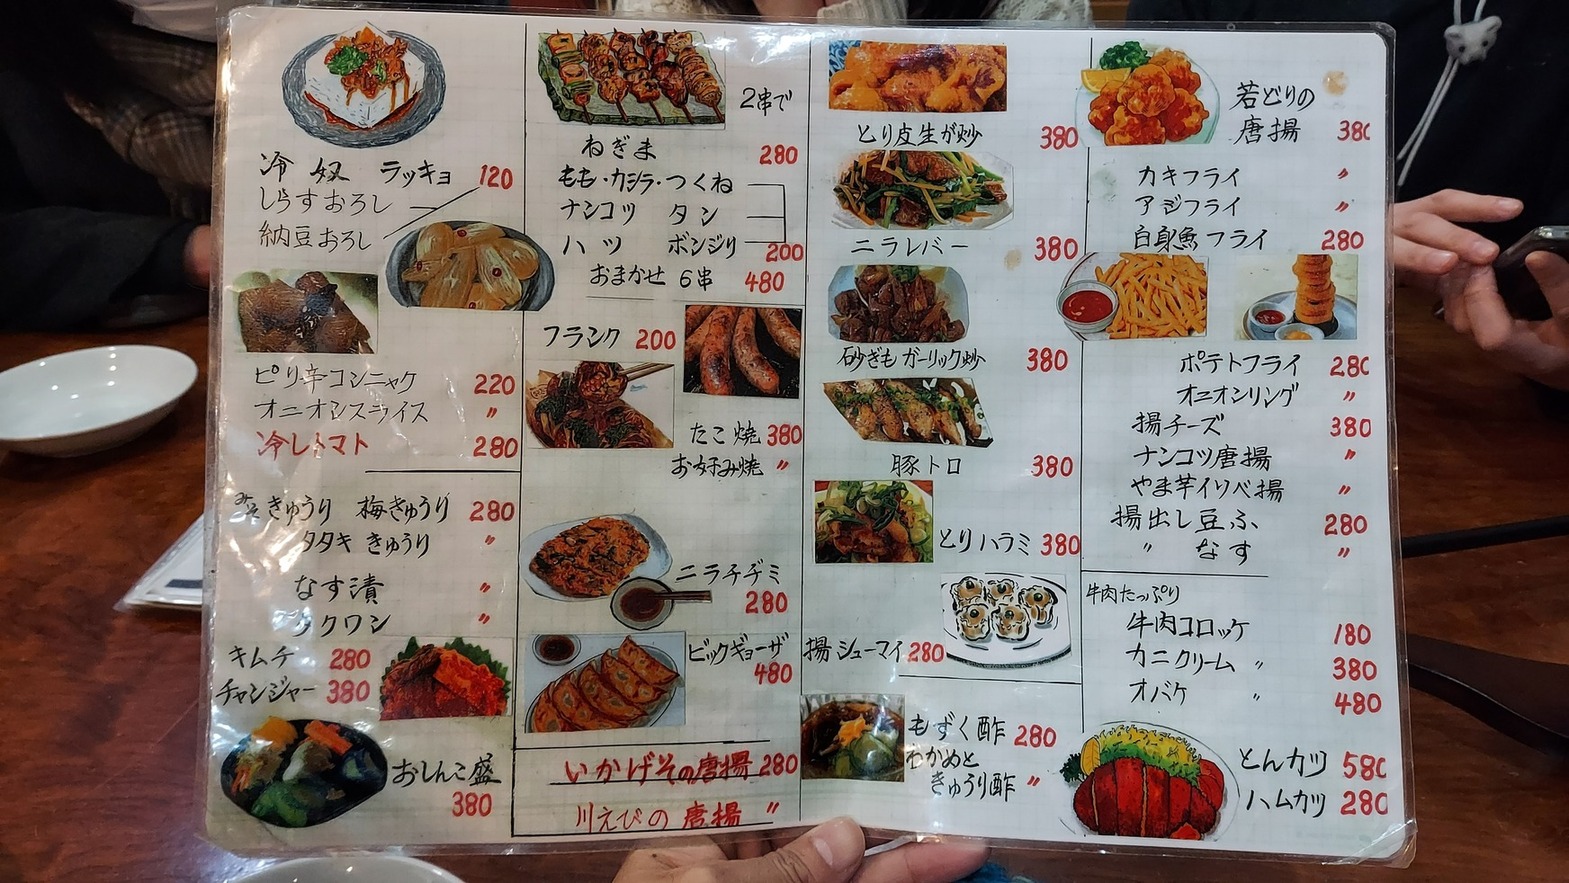 冷奴 ラッキョ 120
しらすおろし
納豆おろし
ピリ辛コンニャク 220
オニオンスライス 〃
冷しトマト 280
みそきゅうり 梅きゅうり 280
タタキきゅうり 〃
なす漬 〃
タクワン 〃
キムチ 280
チャンジャー 380
おしんこ盛
380
2串で
ねぎま 280
もも・カシラ・つくね
ナンコツ タン
ハツ ボンジリ 200
おまかせ 6串 480
フランク 200
たこ焼 380
お好み焼 〃
ニラチヂミ
280
ビックギョーザ
480
いかげその唐揚 280
川えびの唐揚 〃
とり皮生が炒 380
ニラレバー 380
砂ぎもガーリック炒 380
豚トロ 380
とりハラミ 380
揚シューマイ 280
もずく酢 280
わかめと
きゅうり酢 〃
若どりの
唐揚 380
カキフライ 〃
アジフライ 〃
白身魚フライ 280
ポテトフライ 280
オニオンリング 〃
揚チーズ 380
ナンコツ唐揚 〃
やま芋イソベ揚 〃
揚出し豆ふ 280
〃 なす 〃
牛肉たっぷり
牛肉コロッケ 180
カニクリーム 〃 380
オバケ 〃 480
とんカツ 580
ハムカツ 280